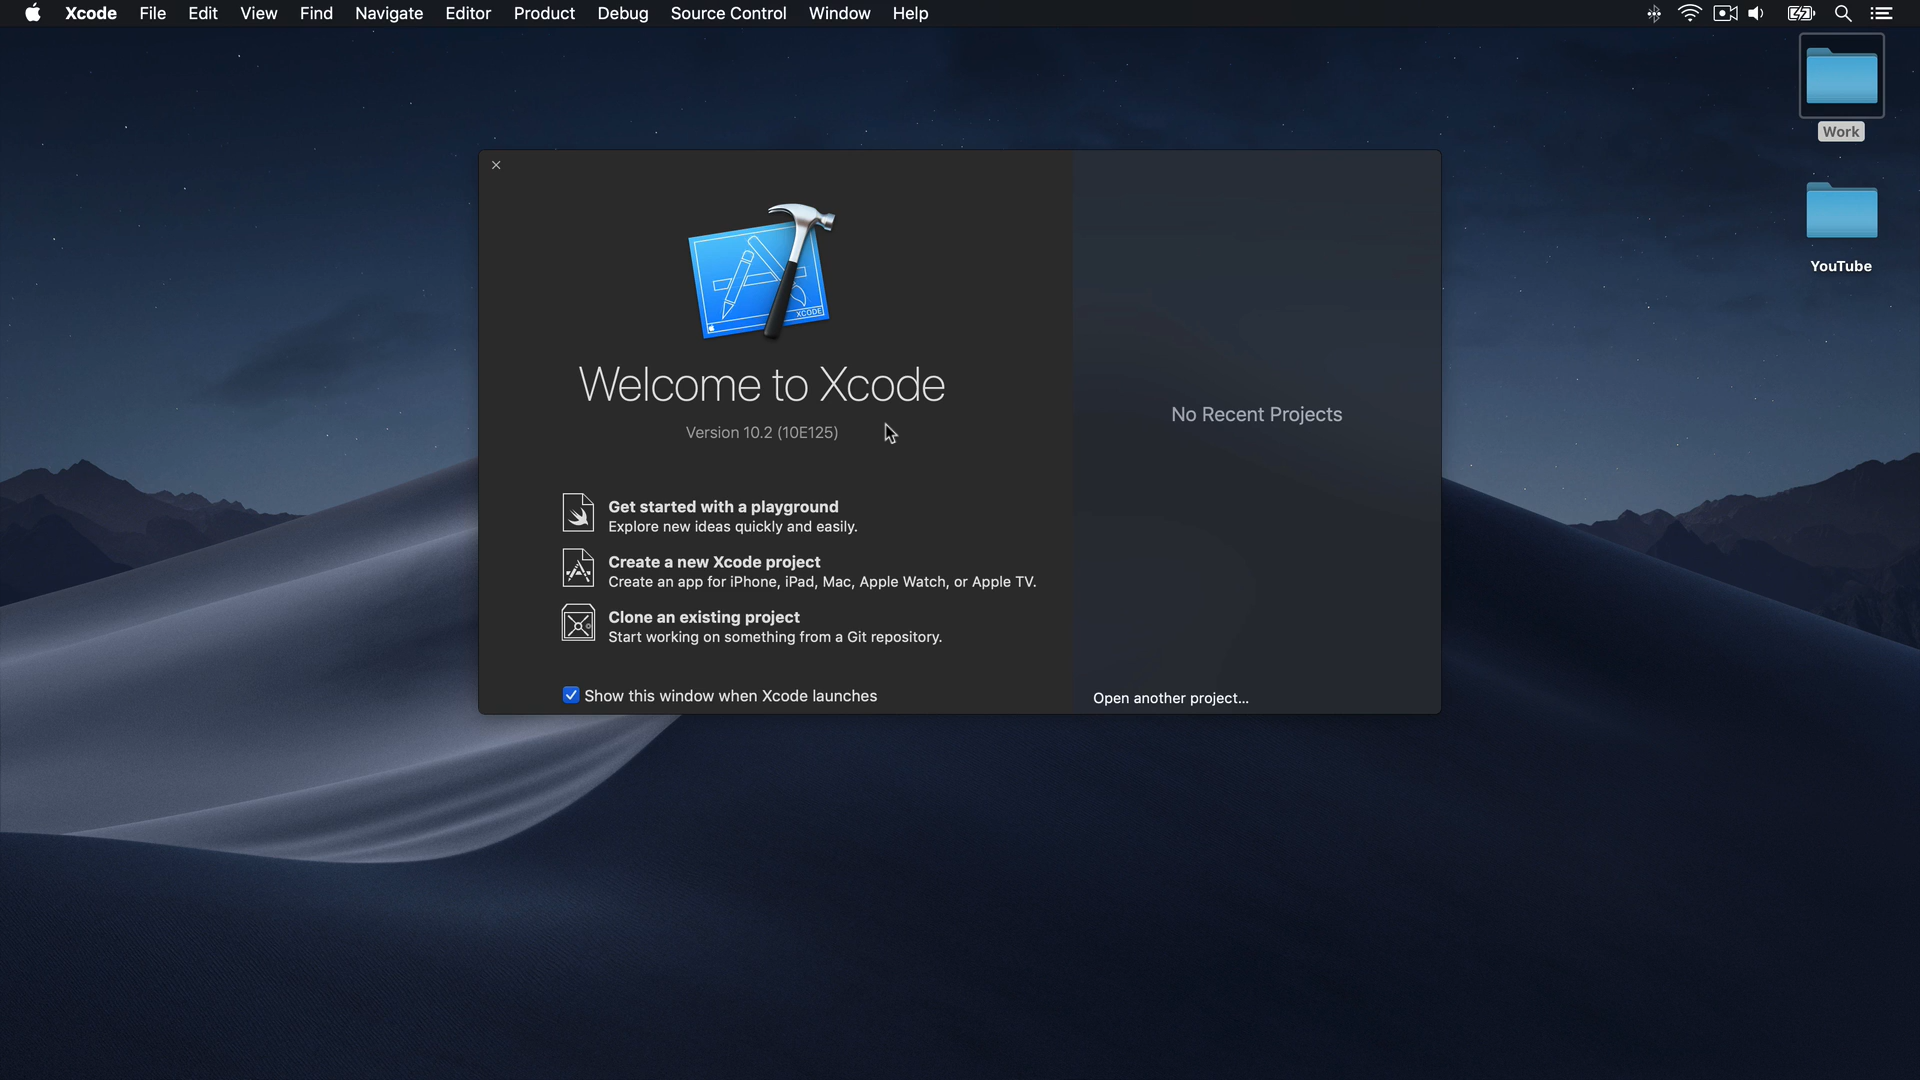 Xcode File Edit View Find Navigate Editor Product Debug Source Control Window Help
Work
YouTube
XCODE
Welcome to Xcode
Version 10.2 (10E125)
Get started with a playground
Explore new ideas quickly and easily.
Create a new Xcode project
Create an app for iPhone, iPad, Mac, Apple Watch, or Apple TV.
Clone an existing project
Start working on something from a Git repository.
Show this window when Xcode launches
No Recent Projects
Open another project...